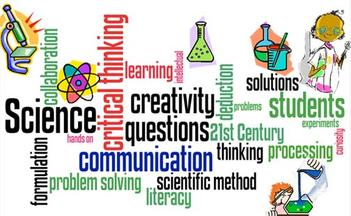 collaboration
critical thinking
learning
intellectual
deduction
solutions
Science
creativity
problems
students
hands on
questions
21st Century
experiments
curiosity
formulation
communication
thinking
processing
problem solving
scientific method
literacy